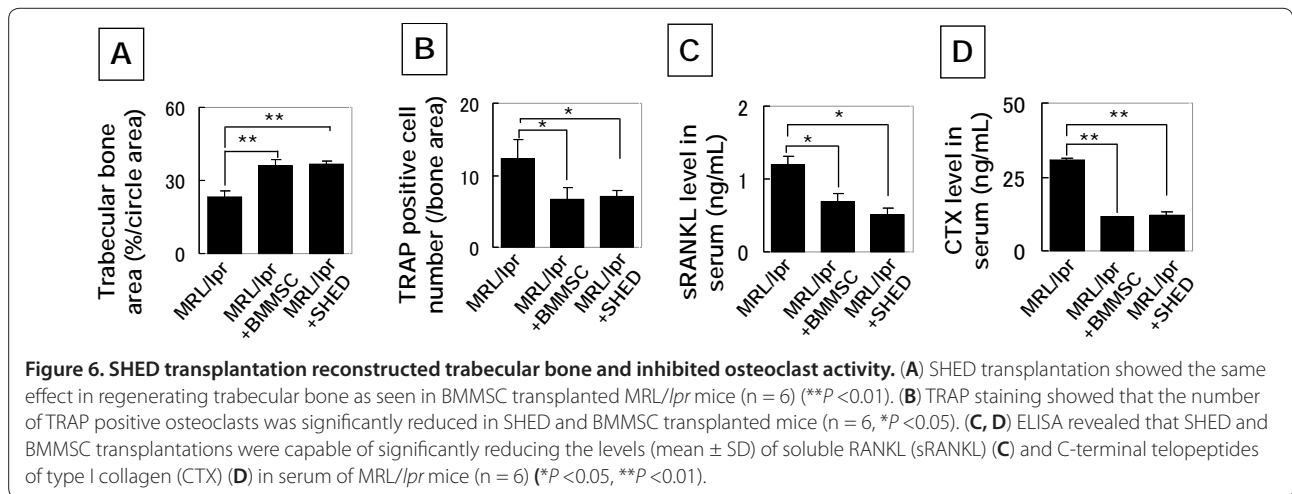 A
B
C
D
Trabecular bone
area (%/circle area)
60
30
0
**
**
MRL/lpr
MRL/lpr
+BMMSC
MRL/lpr
+SHED
TRAP positive cell
number (/bone area)
20
10
0
*
*
MRL/lpr
MRL/lpr
+BMMSC
MRL/lpr
+SHED
sRANKL level in
serum (ng/mL)
2
1
0
*
*
MRL/lpr
MRL/lpr
+BMMSC
MRL/lpr
+SHED
CTX level in
serum (ng/mL)
50
25
0
**
**
MRL/lpr
MRL/lpr
+BMMSC
MRL/lpr
+SHED
Figure 6. SHED transplantation reconstructed trabecular bone and inhibited osteoclast activity. (A) SHED transplantation showed the same
effect in regenerating trabecular bone as seen in BMMSC transplanted MRL/lpr mice (n = 6) (**P <0.01). (B) TRAP staining showed that the number
of TRAP positive osteoclasts was significantly reduced in SHED and BMMSC transplanted mice (n = 6, *P <0.05). (C, D) ELISA revealed that SHED and
BMMSC transplantations were capable of significantly reducing the levels (mean ± SD) of soluble RANKL (sRANKL) (C) and C-terminal telopeptides
of type I collagen (CTX) (D) in serum of MRL/lpr mice (n = 6) (*P <0.05, **P <0.01).